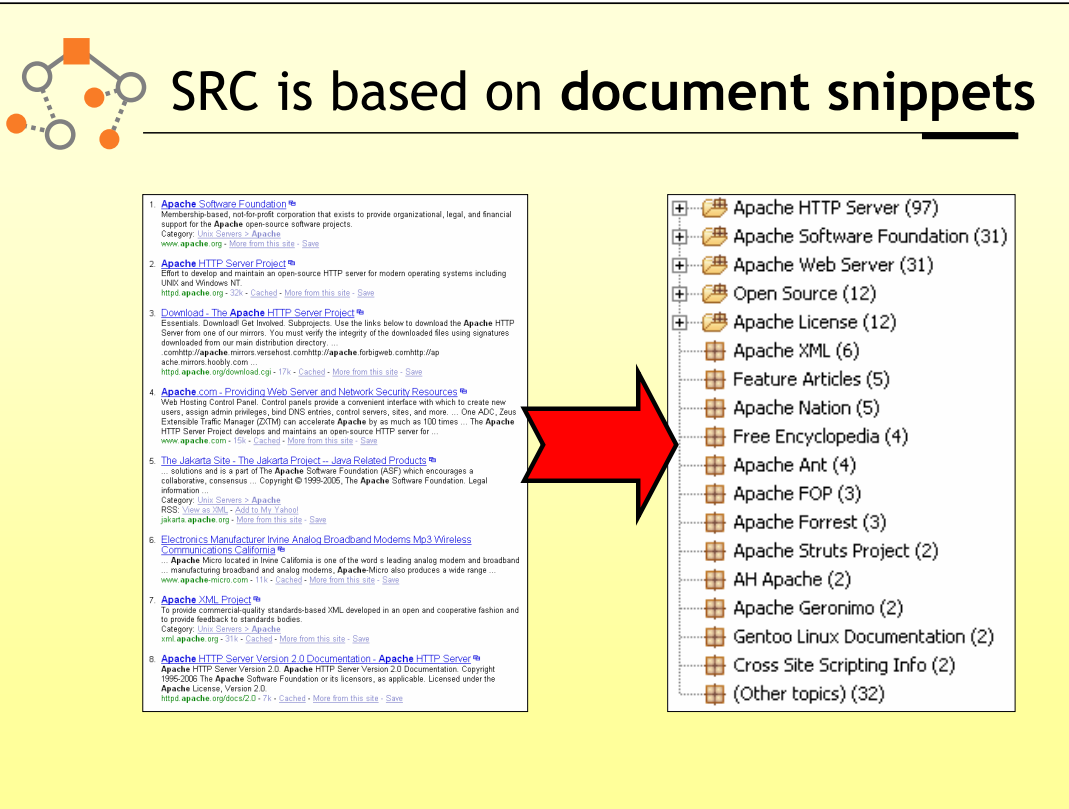 SRC is based on document snippets
1. Apache Software Foundation
Membership-based, not-for-profit corporation that exists to provide organizational, legal, and financial
support for the Apache open-source software projects.
Category: Unix Servers > Apache
www.apache.org - More from this site - Save
2. Apache HTTP Server Project
Effort to develop and maintain an open-source HTTP server for modern operating systems including
UNIX and Windows NT.
httpd.apache.org - 32k - Cached - More from this site - Save
3. Download - The Apache HTTP Server Project
Essentials. Download! Get Involved. Subprojects. Use the links below to download the Apache HTTP
Server from one of our mirrors. You must verify the integrity of the downloaded files using signatures
downloaded from our main distribution directory. ...
.comhttp://apache.mirrors.versehost.comhttp://apache.forbigweb.comhttp://ap
ache.mirrors.hoobly.com ...
httpd.apache.org/download.cgi - 17k - Cached - More from this site - Save
4. Apache.com - Providing Web Server and Network Security Resources
Web Hosting Control Panel. Control panels provide a convenient interface with which to create new
users, assign admin privileges, bind DNS entries, control servers, sites, and more. ... One ADC, Zeus
Extensible Traffic Manager (ZXTM) can accelerate Apache by as much as 100 times ... The Apache
HTTP Server Project develops and maintains an open-source HTTP server for ...
www.apache.com - 15k - Cached - More from this site - Save
5. The Jakarta Site - The Jakarta Project -- Java Related Products
... solutions and is a part of The Apache Software Foundation (ASF) which encourages a
collaborative, consensus ... Copyright © 1999-2005, The Apache Software Foundation. Legal
information ...
Category: Unix Servers > Apache
RSS: View as XML - Add to My Yahoo!
jakarta.apache.org - More from this site - Save
6. Electronics Manufacturer Irvine Analog Broadband Modems Mp3 Wireless
Communications California
... Apache Micro located in Irvine California is one of the word s leading analog modem and broadband
... manufacturing broadband and analog modems, Apache-Micro also produces a wide range ...
www.apache-micro.com - 11k - Cached - More from this site - Save
7. Apache XML Project
To provide commercial-quality standards-based XML developed in an open and cooperative fashion and
to provide feedback to standards bodies.
Category: Unix Servers > Apache
xml.apache.org - 31k - Cached - More from this site - Save
8. Apache HTTP Server Version 2.0 Documentation - Apache HTTP Server
Apache HTTP Server Version 2.0. Apache HTTP Server Version 2.0 Documentation. Copyright
1995-2006 The Apache Software Foundation or its licensors, as applicable. Licensed under the
Apache License, Version 2.0.
httpd.apache.org/docs/2.0 - 7k - Cached - More from this site - Save
Apache HTTP Server (97)
Apache Software Foundation (31)
Apache Web Server (31)
Open Source (12)
Apache License (12)
Apache XML (6)
Feature Articles (5)
Apache Nation (5)
Free Encyclopedia (4)
Apache Ant (4)
Apache FOP (3)
Apache Forrest (3)
Apache Struts Project (2)
AH Apache (2)
Apache Geronimo (2)
Gentoo Linux Documentation (2)
Cross Site Scripting Info (2)
(Other topics) (32)